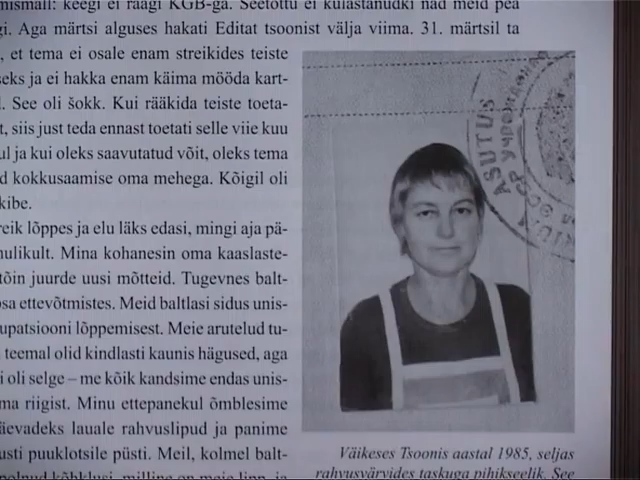 mismall: keegi ei räägi KGB-ga. Seetõttu ei külastanudki nad meid pea
gi. Aga märtsi alguses hakati Editat tsoonist välja viima. 31. märtsil ta
, et tema ei osale enam streikides teiste
seks ja ei hakka enam käima mööda kart-
d. See oli šokk. Kui rääkida teiste toeta-
t, siis just teda ennast toetati selle viie kuu
ul ja kui oleks saavutatud võit, oleks tema
d kokkusaamise oma mehega. Kõigil oli
kibe.
reik lõppes ja elu läks edasi, mingi aja pä-
nulikult. Mina kohanesin oma kaaslaste-
tõin juurde uusi mõtteid. Tugevnes balt-
osa ettevõtmistes. Meid baltlasi sidus unis-
upatsiooni lõppemisest. Meie arutelud tu-
teemal olid kindlasti kaunis hägused, aga
i oli selge – me kõik kandsime endas unis-
ma riigist. Minu ettepanekul õmblesime
päevadeks lauale rahvuslipud ja panime
usti puuklotsile püsti. Meil, kolmel balt-
ASUTUS
ЭССР
Väikeses Tsoonis aastal 1985, seljas
rahvusvärvides taskuga pihikseelik. See